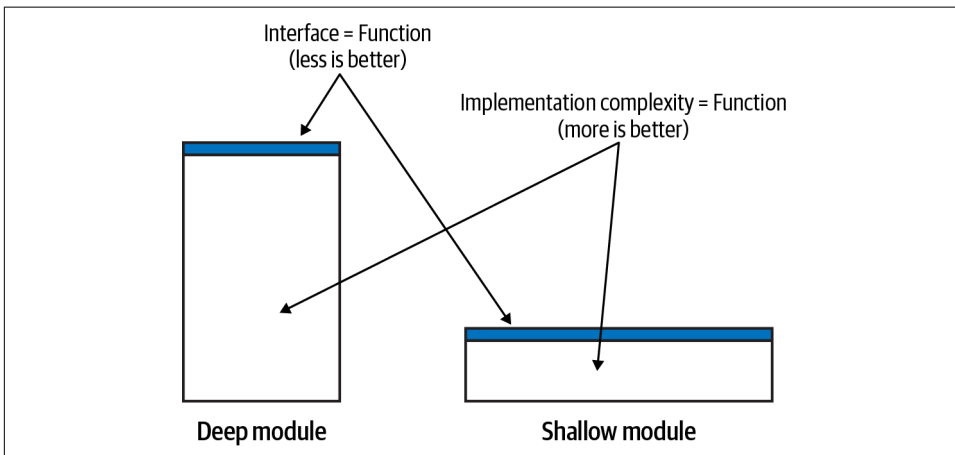 Interface = Function
(less is better)
Implementation complexity = Function
(more is better)
Deep module
Shallow module